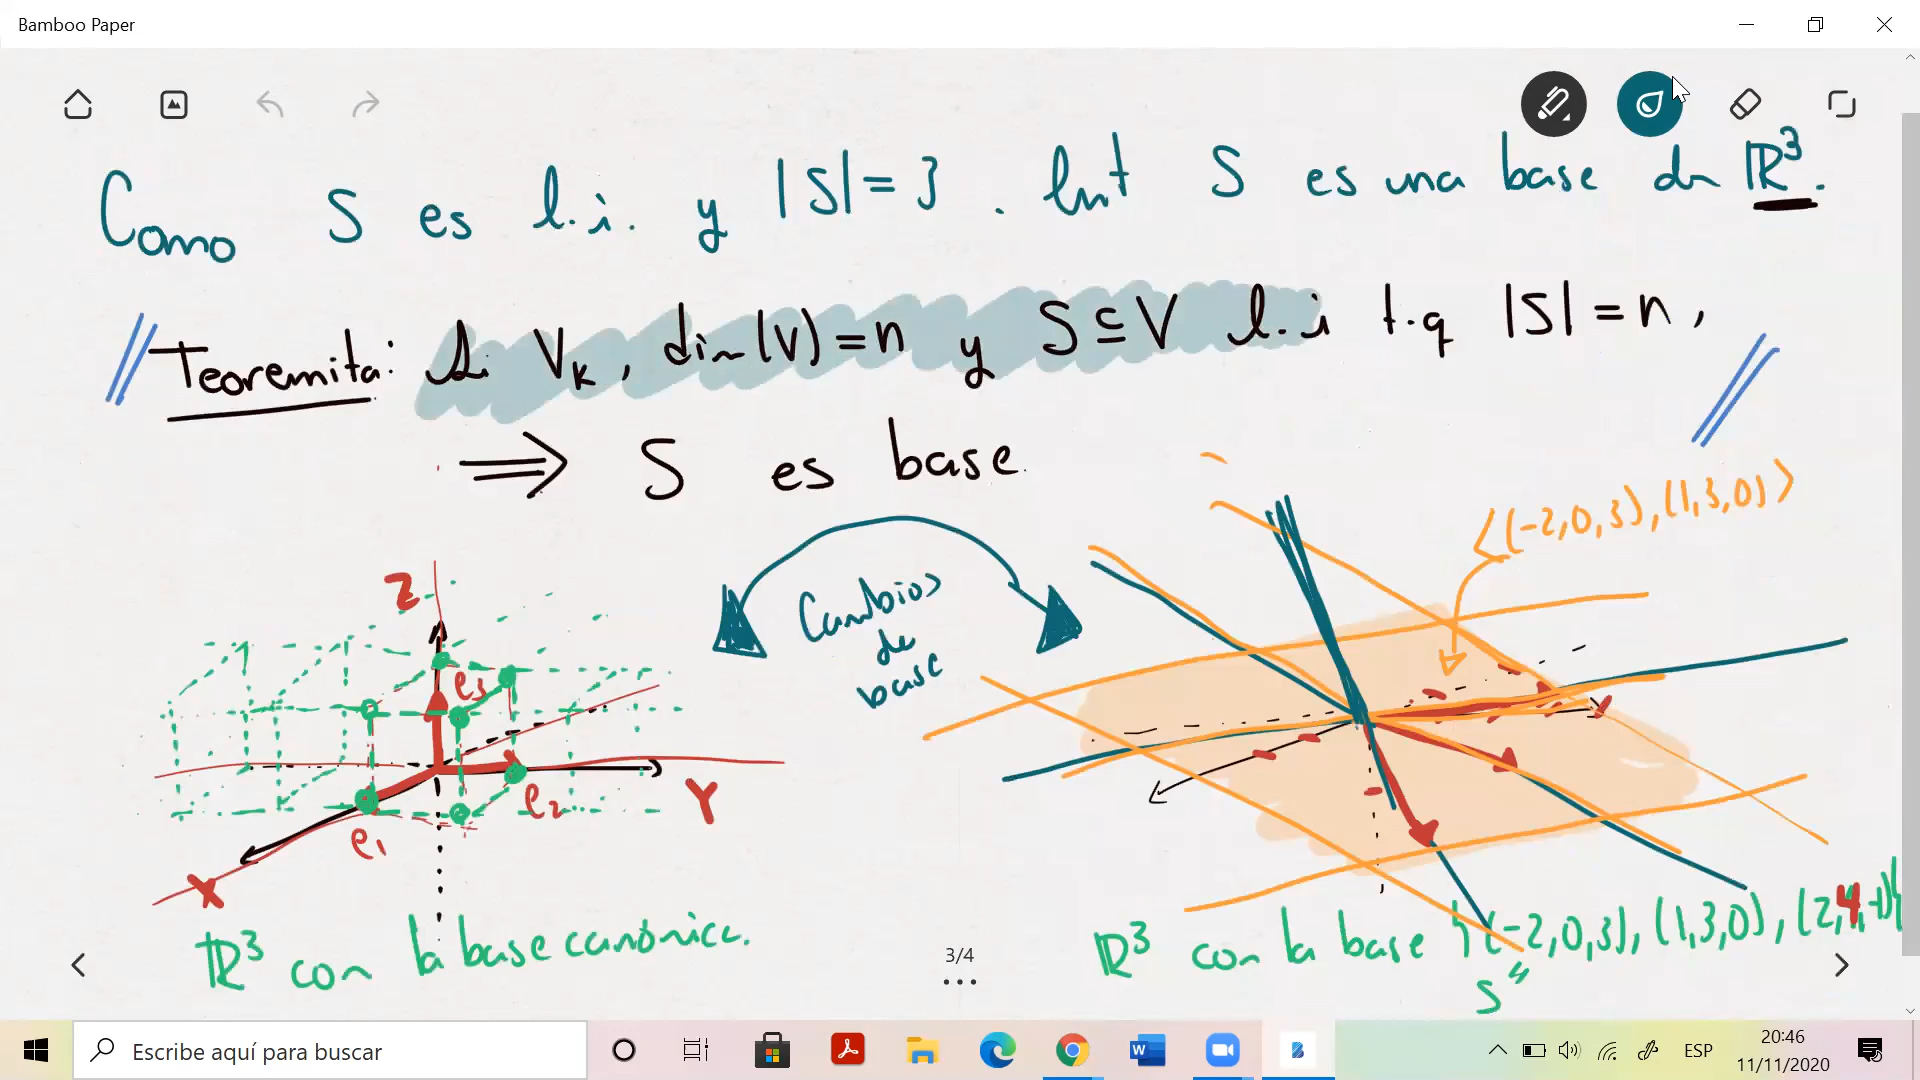 Bamboo Paper
Como S es l.i. y |S|=3. Ent S es una base de ℝ³.
Teoremita: Si V_K, dim(V)=n y S⊆V l.i t.q |S|=n,
⟹ S es base.
<(-2,0,3),(1,3,0)>
Cambios
de
base
Z
e₃
Y
e₂
e₁
X
ℝ³ con la base canónica.
ℝ³ con la base {(-2,0,3), (1,3,0), (2,4,-1)}
S"
3/4
Escribe aquí para buscar
ESP
20:46
11/11/2020